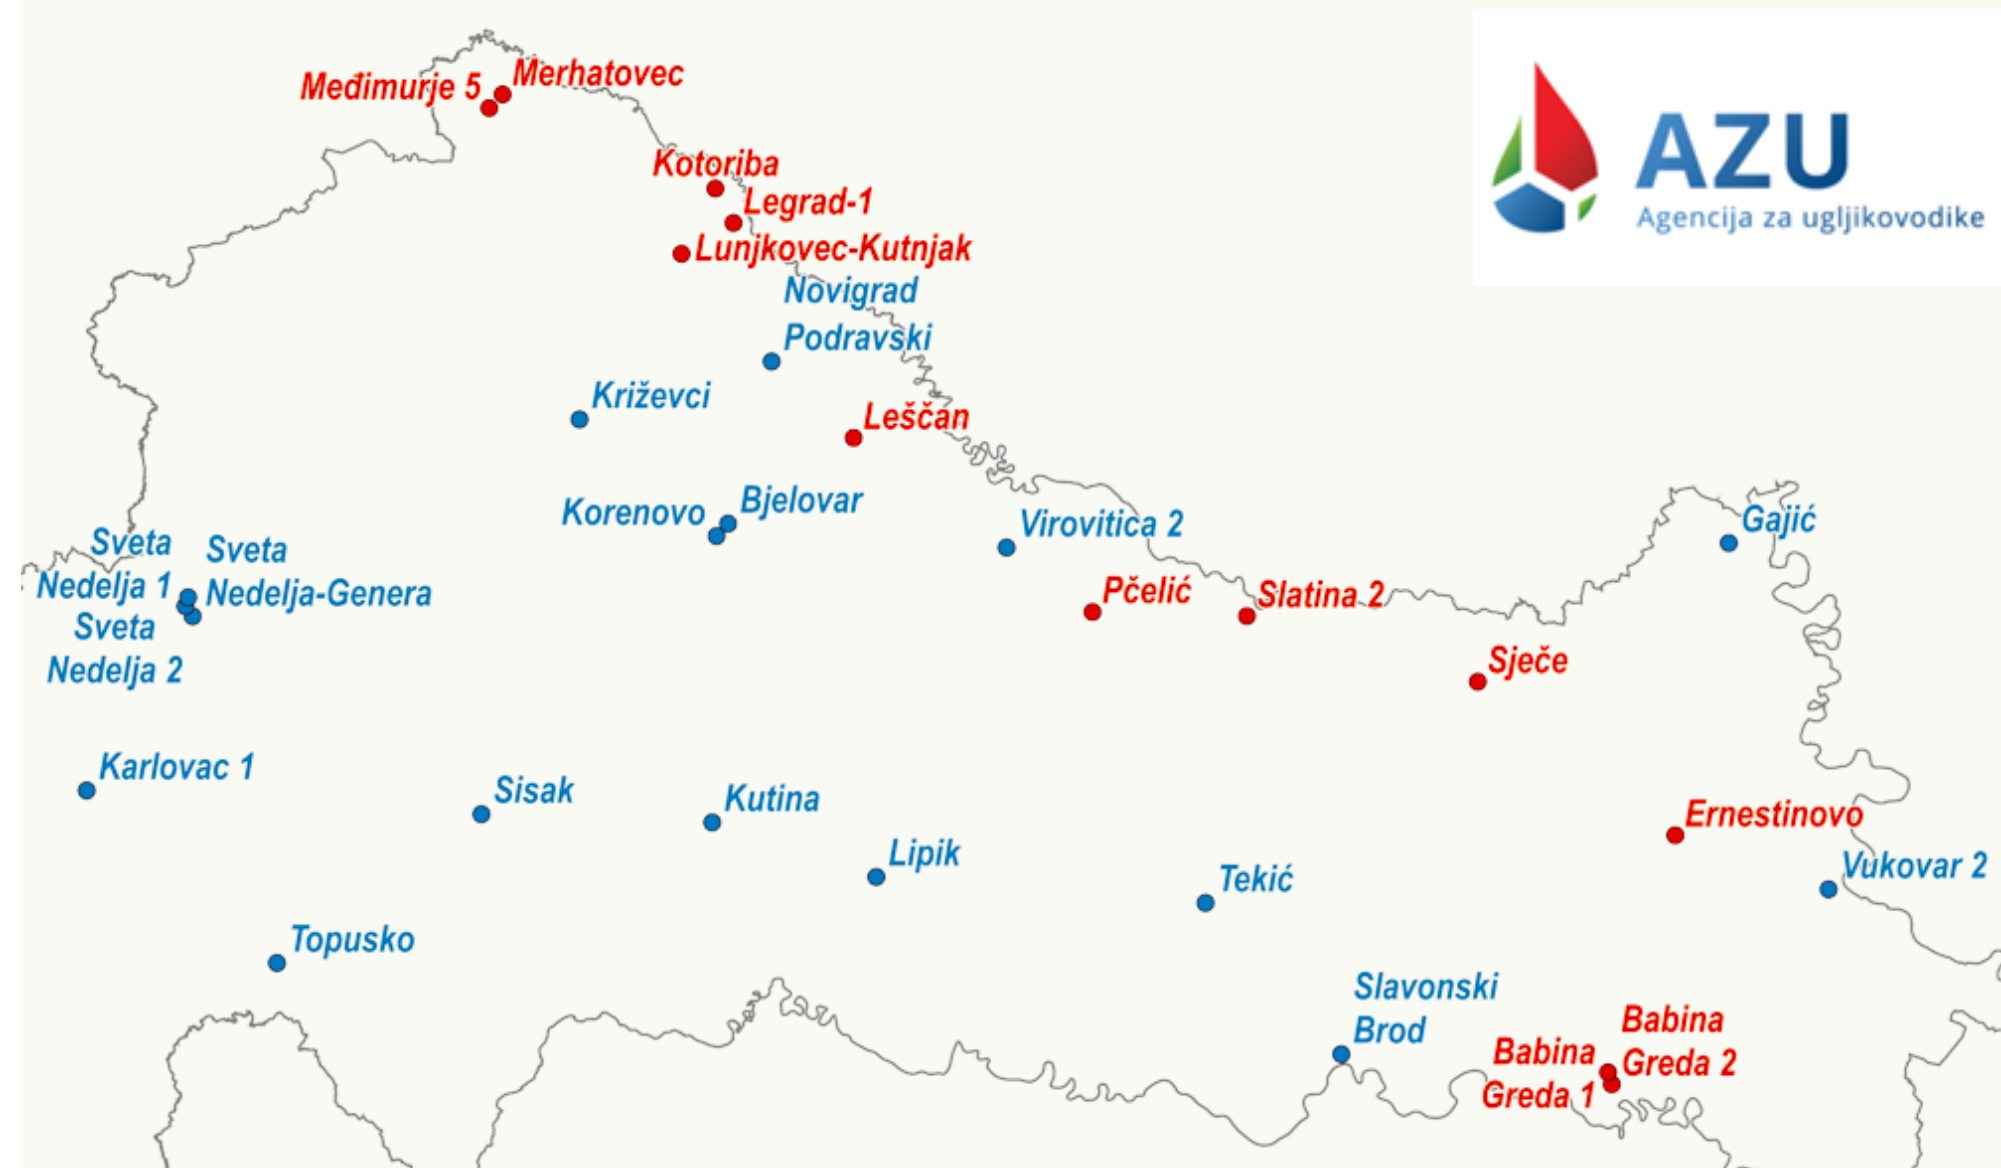 Međimurje 5
Merhatovec
AZU
Agencija za ugljikovodike
Kotoriba
Legrad-1
Lunjkovec-Kutnjak
Novigrad
Podravski
Križevci
Leščan
Korenovo
Bjelovar
Virovitica 2
Gajić
Sveta
Nedelja 1
Sveta
Nedelja-Genera
Sveta
Nedelja 2
Pčelić
Slatina 2
Sječe
Karlovac 1
Sisak
Kutina
Ernestinovo
Lipik
Tekić
Vukovar 2
Topusko
Slavonski
Brod
Babina
Greda 1
Babina
Greda 2